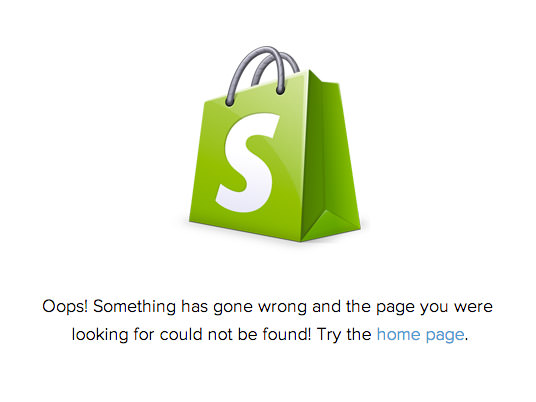 S
Oops! Something has gone wrong and the page you were
looking for could not be found! Try the home page.